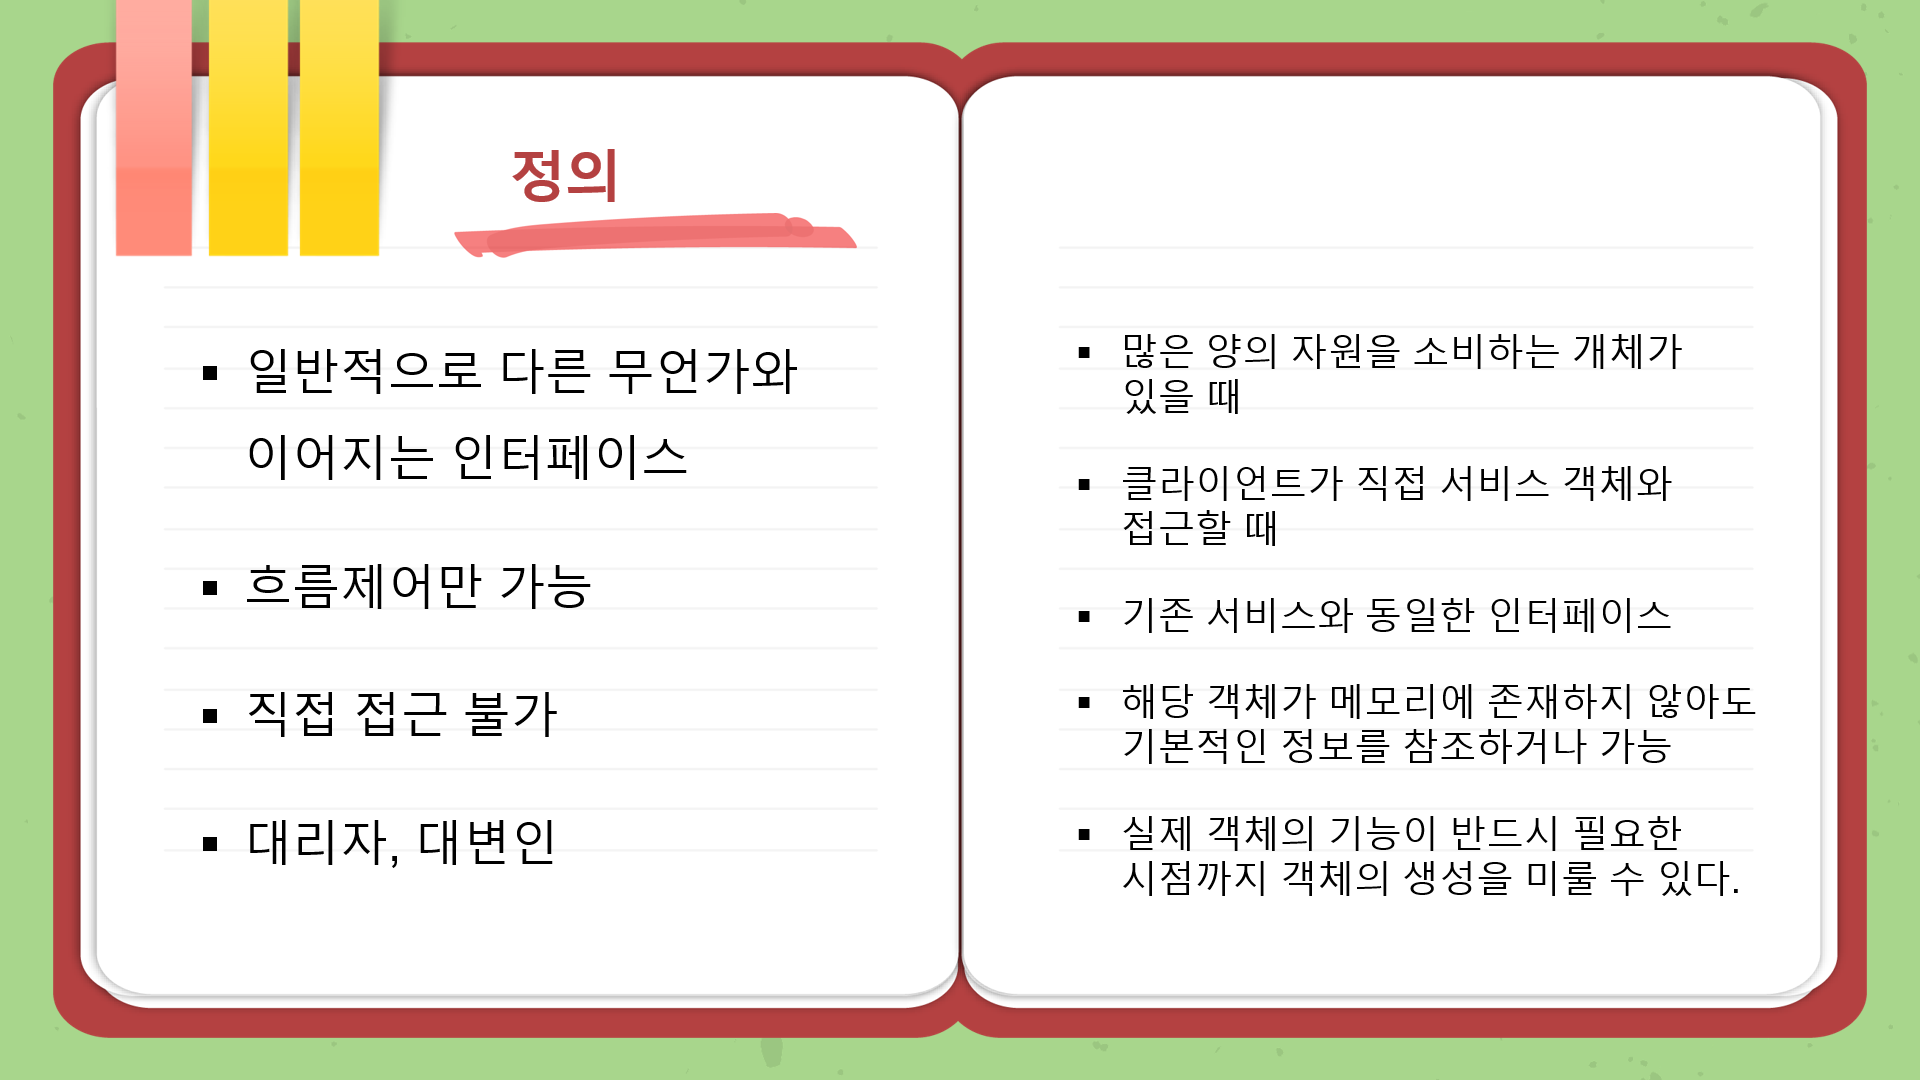 정의
▪ 일반적으로 다른 무언가와
이어지는 인터페이스
▪ 흐름제어만 가능
▪ 직접 접근 불가
▪ 대리자, 대변인
▪ 많은 양의 자원을 소비하는 개체가
있을 때
▪ 클라이언트가 직접 서비스 객체와
접근할 때
▪ 기존 서비스와 동일한 인터페이스
▪ 해당 객체가 메모리에 존재하지 않아도
기본적인 정보를 참조하거나 가능
▪ 실제 객체의 기능이 반드시 필요한
시점까지 객체의 생성을 미룰 수 있다.